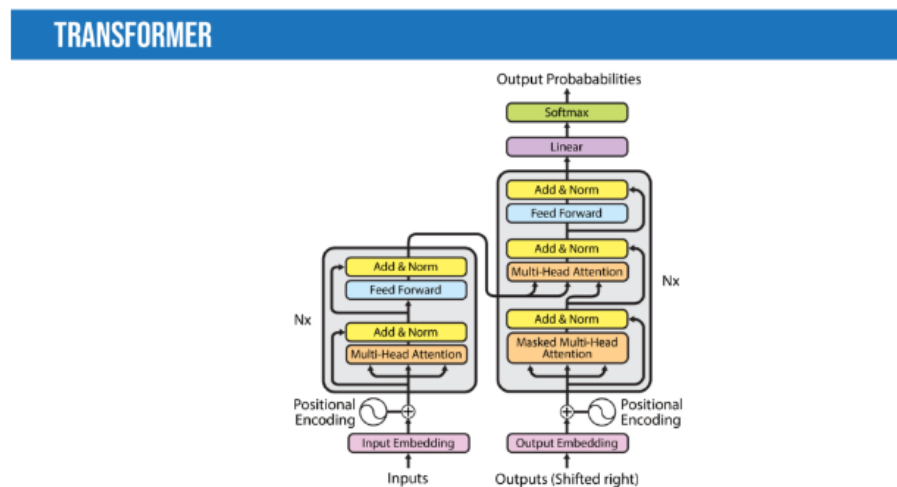 TRANSFORMER
Output Probababilities
Softmax
Linear
Add & Norm
Feed Forward
Add & Norm
Multi-Head Attention
Nx
Add & Norm
Masked Multi-Head
Attention
Positional
Encoding
Output Embedding
Outputs (Shifted right)
Add & Norm
Feed Forward
Nx
Add & Norm
Multi-Head Attention
Positional
Encoding
Input Embedding
Inputs